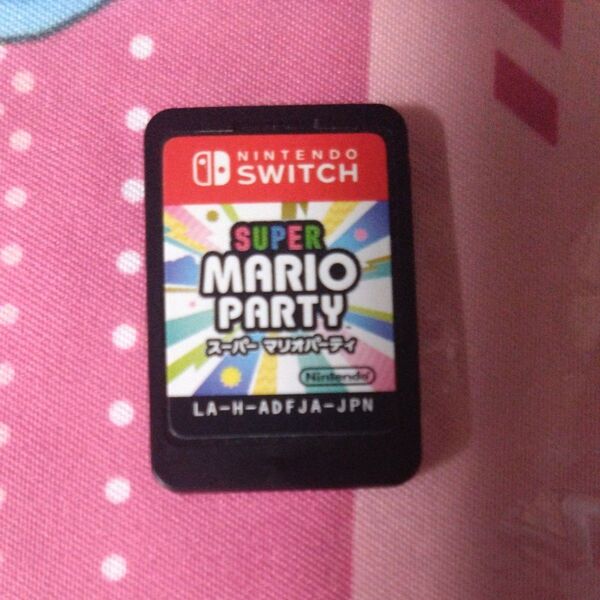 NINTENDO
SWITCH
SUPER
MARIO
PARTY
スーパー マリオパーティ
Nintendo
LA-H-ADFJA-JPN